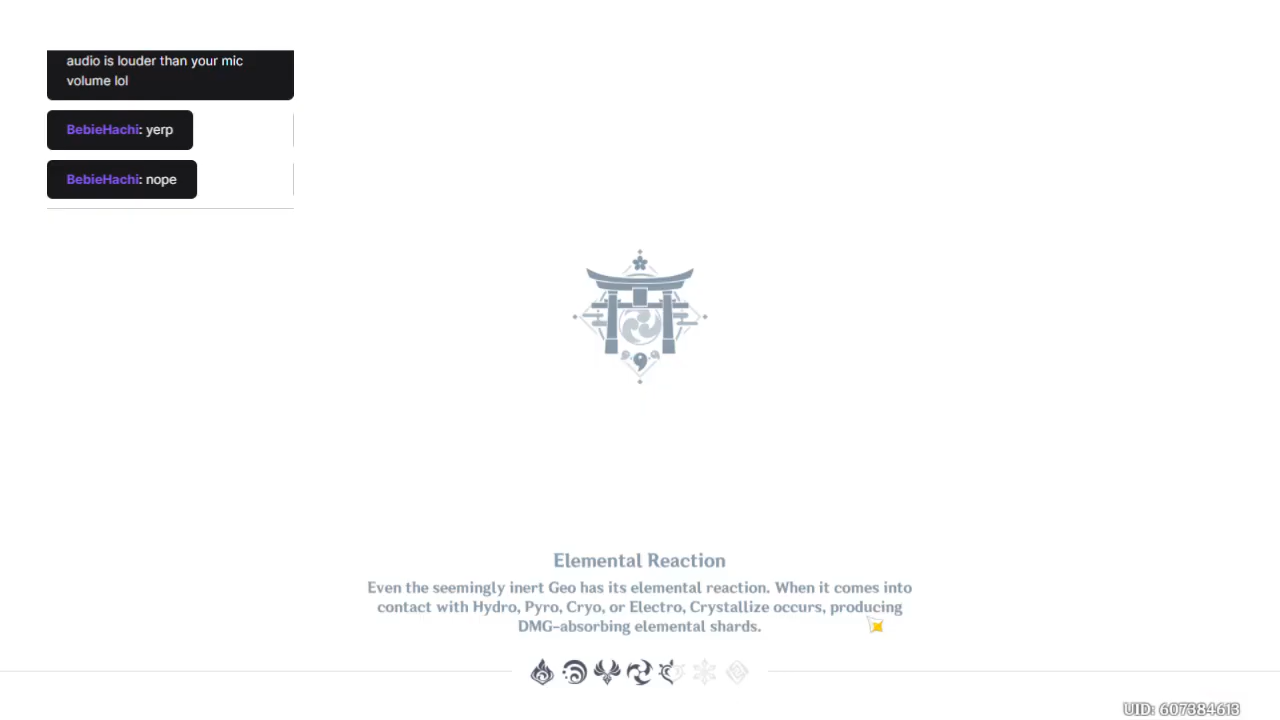 audio is louder than your mic
volume lol
BebieHachi: yerp
BebieHachi: nope
Elemental Reaction
Even the seemingly inert Geo has its elemental reaction. When it comes into
contact with Hydro, Pyro, Cryo, or Electro, Crystallize occurs, producing
DMG-absorbing elemental shards.
UID: 607384613